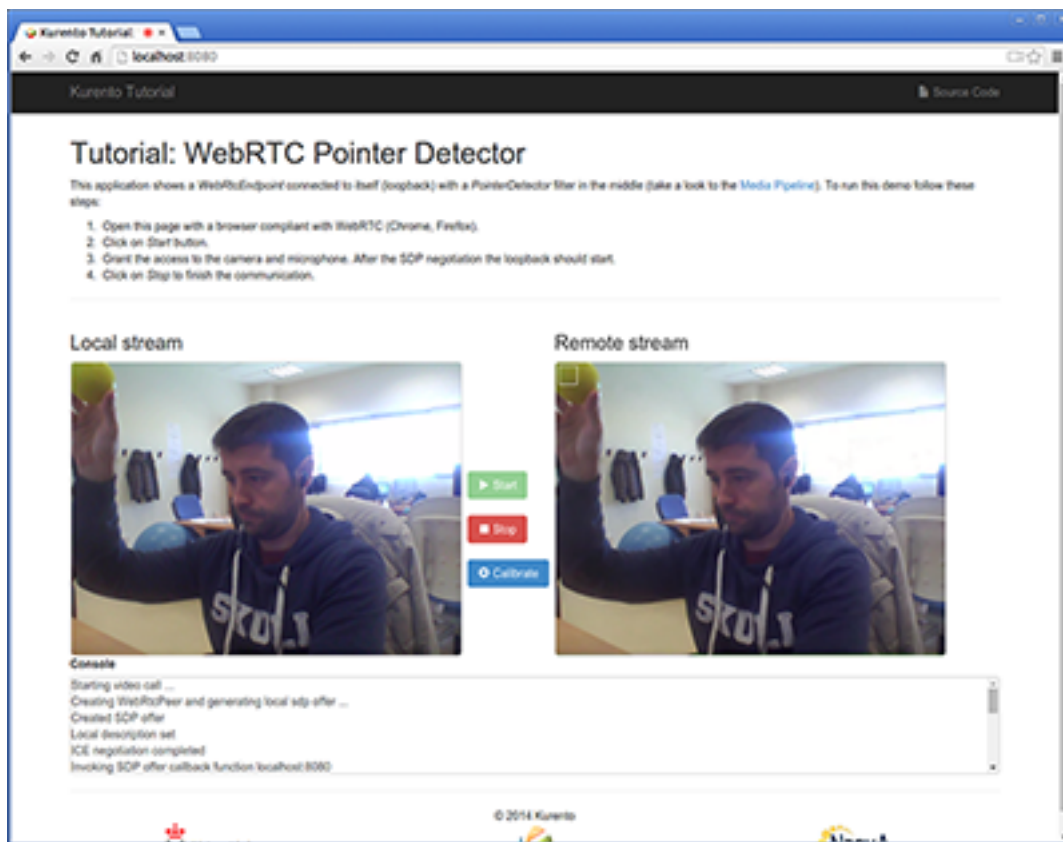 Kurento Tutorial
localhost:8080
Kurento Tutorial
Source Code
Tutorial: WebRTC Pointer Detector
This application shows a WebRtcEndpoint connected to itself (loopback) with a PointerDetector filter in the middle (take a look to the Media Pipeline). To run this demo follow these
steps:
1. Open this page with a browser compliant with WebRTC (Chrome, Firefox).
2. Click on Start button.
3. Grant the access to the camera and microphone. After the SDP negotiation the loopback should start.
4. Click on Stop to finish the communication.
Local stream
Remote stream
Start
Stop
Calibrate
Console
Starting video call ...
Creating WebRtcPeer and generating local sdp offer ...
Created SDP offer
Local description set
ICE negotiation completed
Invoking SDP offer callback function localhost:8080
© 2014 Kurento